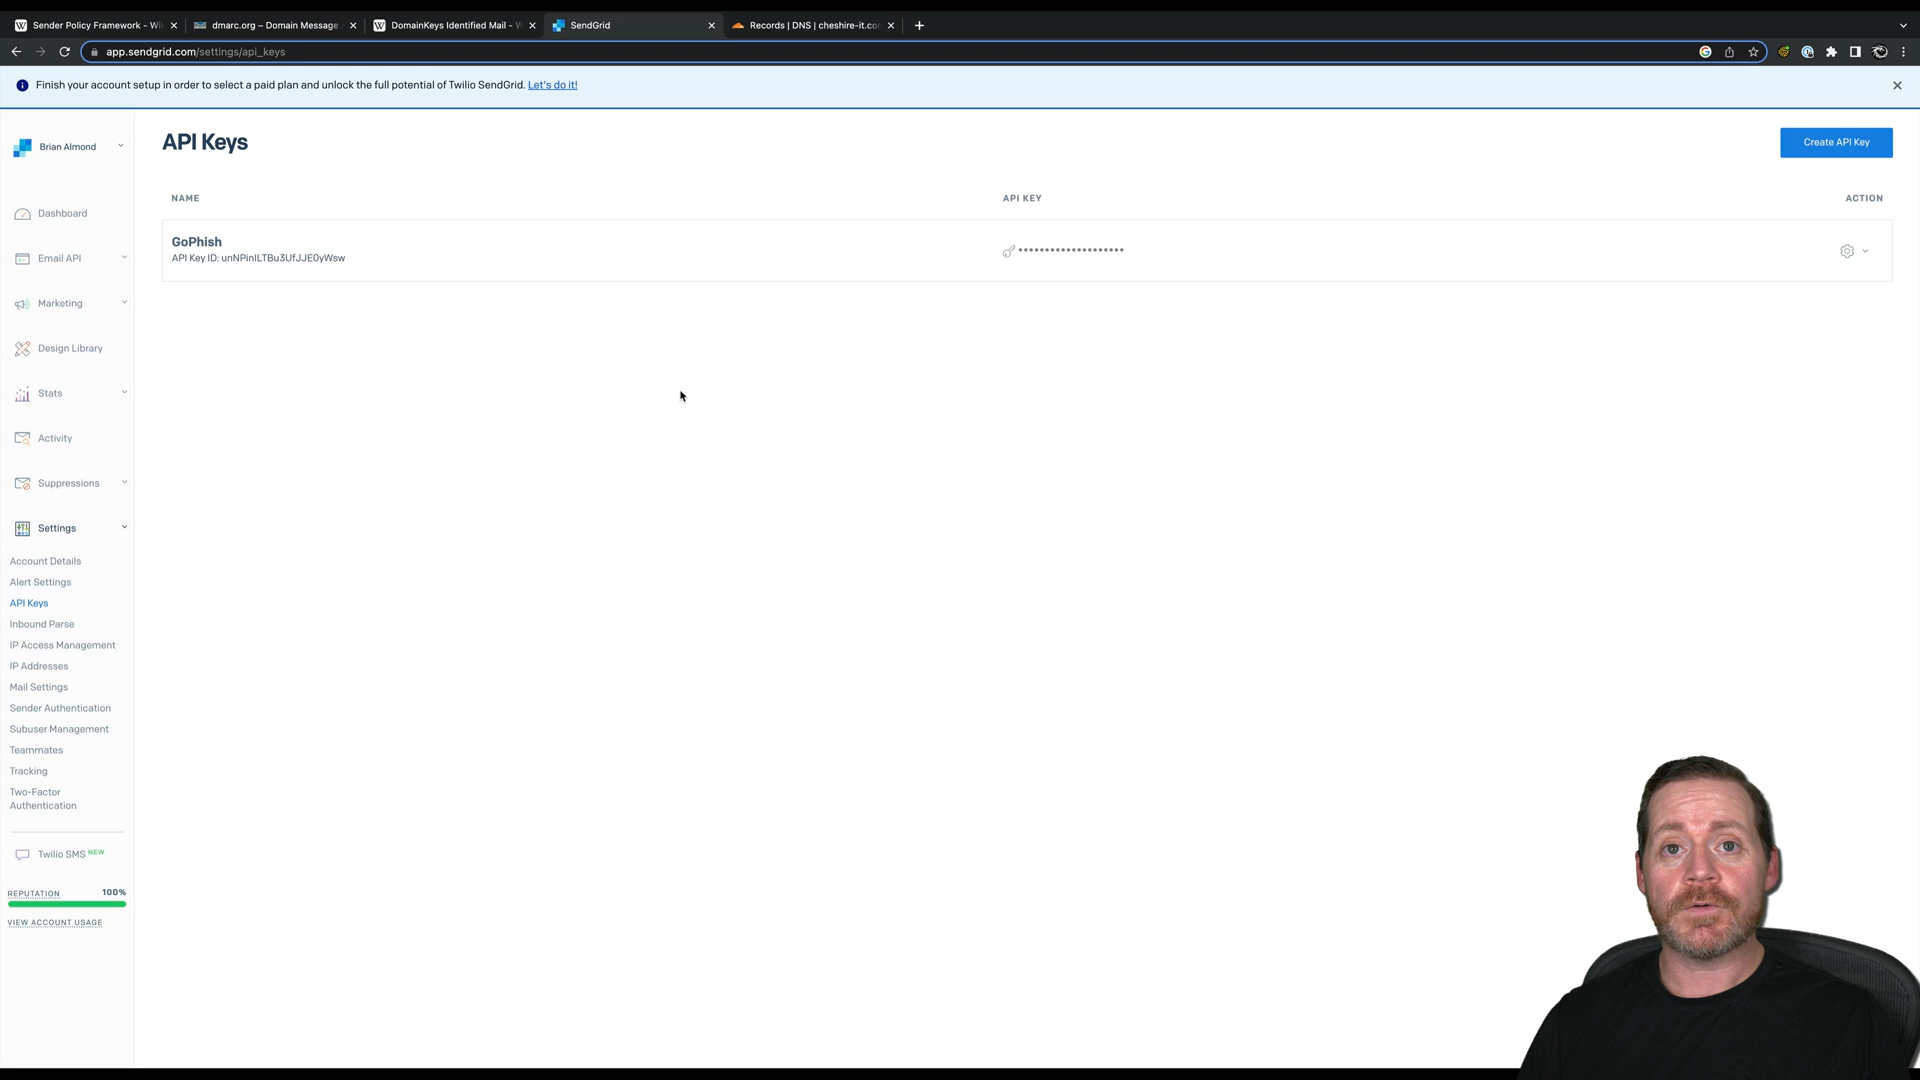 Sender Policy Framework - Wi
dmarc.org – Domain Message
DomainKeys Identified Mail - W
SendGrid
Records | DNS | cheshire-it.co
app.sendgrid.com/settings/api_keys
Finish your account setup in order to select a paid plan and unlock the full potential of Twilio SendGrid. Let's do it!
Brian Almond
Dashboard
Email API
Marketing
Design Library
Stats
Activity
Suppressions
Settings
Account Details
Alert Settings
API Keys
Inbound Parse
IP Access Management
IP Addresses
Mail Settings
Sender Authentication
Subuser Management
Teammates
Tracking
Two-Factor
Authentication
Twilio SMS NEW
REPUTATION 100%
VIEW ACCOUNT USAGE
API Keys
Create API Key
NAME API KEY ACTION
GoPhish
API Key ID: unNPinILTBu3UfJJE0yWsw